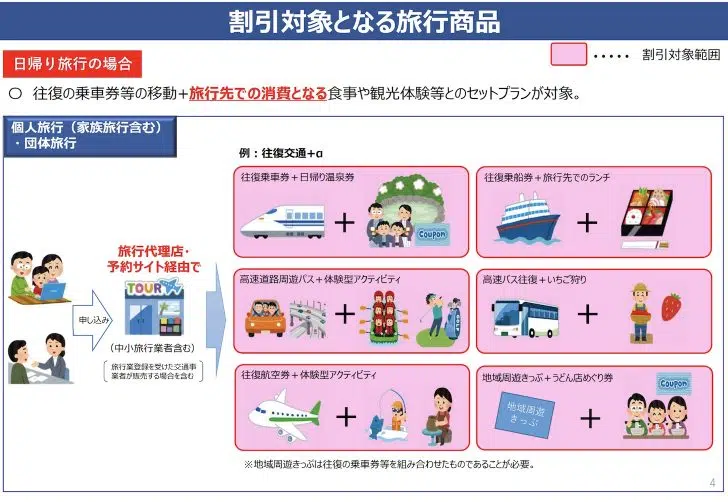 割引対象となる旅行商品
・・・・・ 割引対象範囲
日帰り旅行の場合
○ 往復の乗車券等の移動+旅行先での消費となる食事や観光体験等とのセットプランが対象。
個人旅行（家族旅行含む）
・団体旅行
例：往復交通+α
往復乗車券＋日帰り温泉券
+
Coupon
往復乗船券＋旅行先でのランチ
+
旅行代理店・
予約サイト経由で
TOUR
申し込み
（中小旅行業者含む）
旅行業登録を受けた交通事
業者が販売する場合を含む
高速道路周遊パス＋体験型アクティビティ
+
高速バス往復＋いちご狩り
+
往復航空券＋体験型アクティビティ
+
地域周遊きっぷ＋うどん店めぐり券
地域周遊
きっぷ
+
Coupon
※地域周遊きっぷは往復の乗車券等を組み合わせたものであることが必要。
4